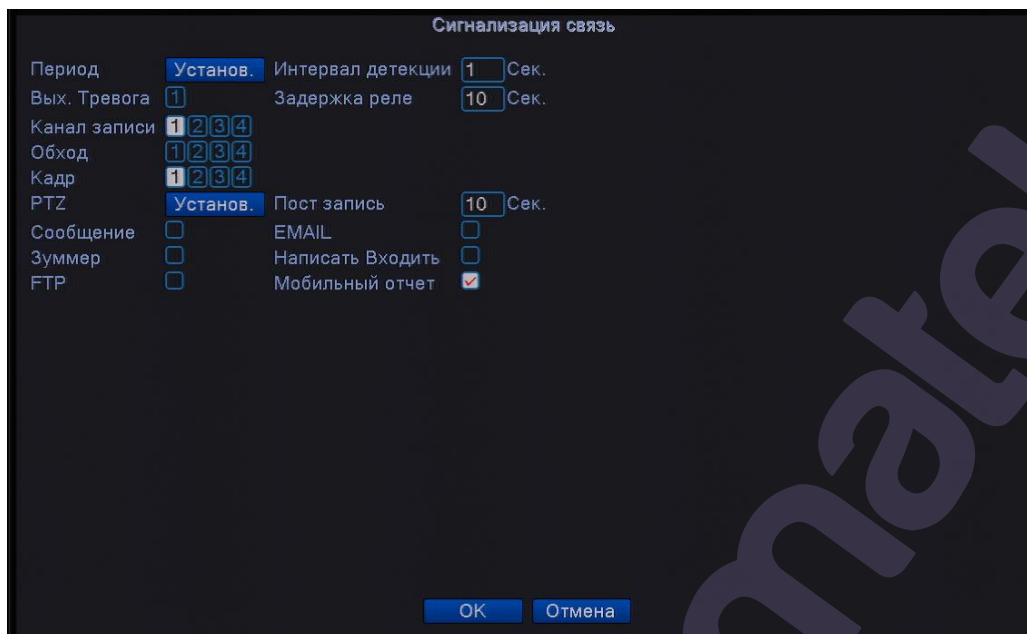 Сигнализация связь
Период Установ. Интервал детекции 1 Сек.
Вых. Тревога 1 Задержка реле 10 Сек.
Канал записи 1 2 3 4
Обход 1 2 3 4
Кадр 1 2 3 4
PTZ Установ. Пост запись 10 Сек.
Сообщение EMAIL
Зуммер Написать Входить
FTP Мобильный отчет
OK Отмена